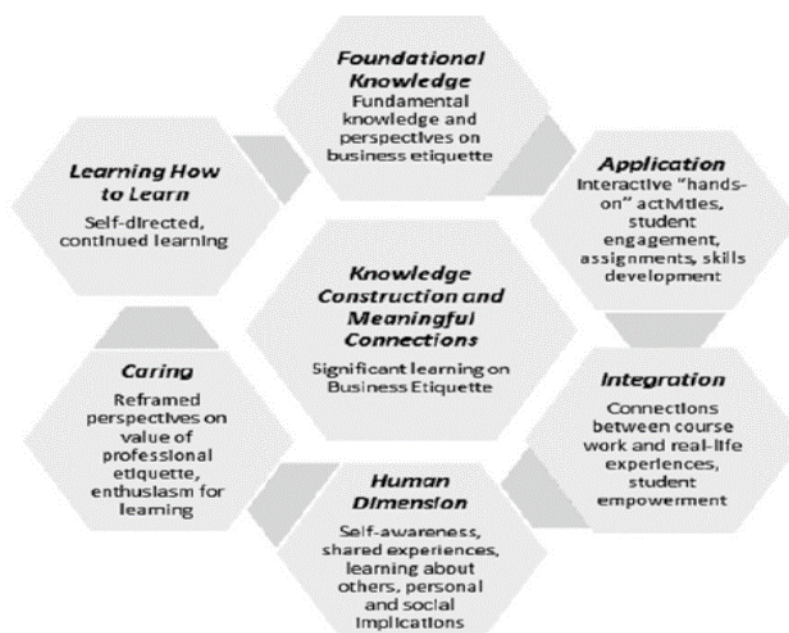 Foundational
Knowledge
Fundamental
knowledge and
perspectives on
business etiquette
Application
Interactive "hands-
on" activities,
student
engagement,
assignments, skills
development
Integration
Connections
between course
work and real-life
experiences,
student
empowerment
Human
Dimension
Self-awareness,
shared experiences,
learning about
others, personal
and social
implications
Caring
Reframed
perspectives on
value of
professional
etiquette,
enthusiasm for
learning
Learning How
to Learn
Self-directed,
continued learning
Knowledge
Construction and
Meaningful
Connections
Significant learning on
Business Etiquette